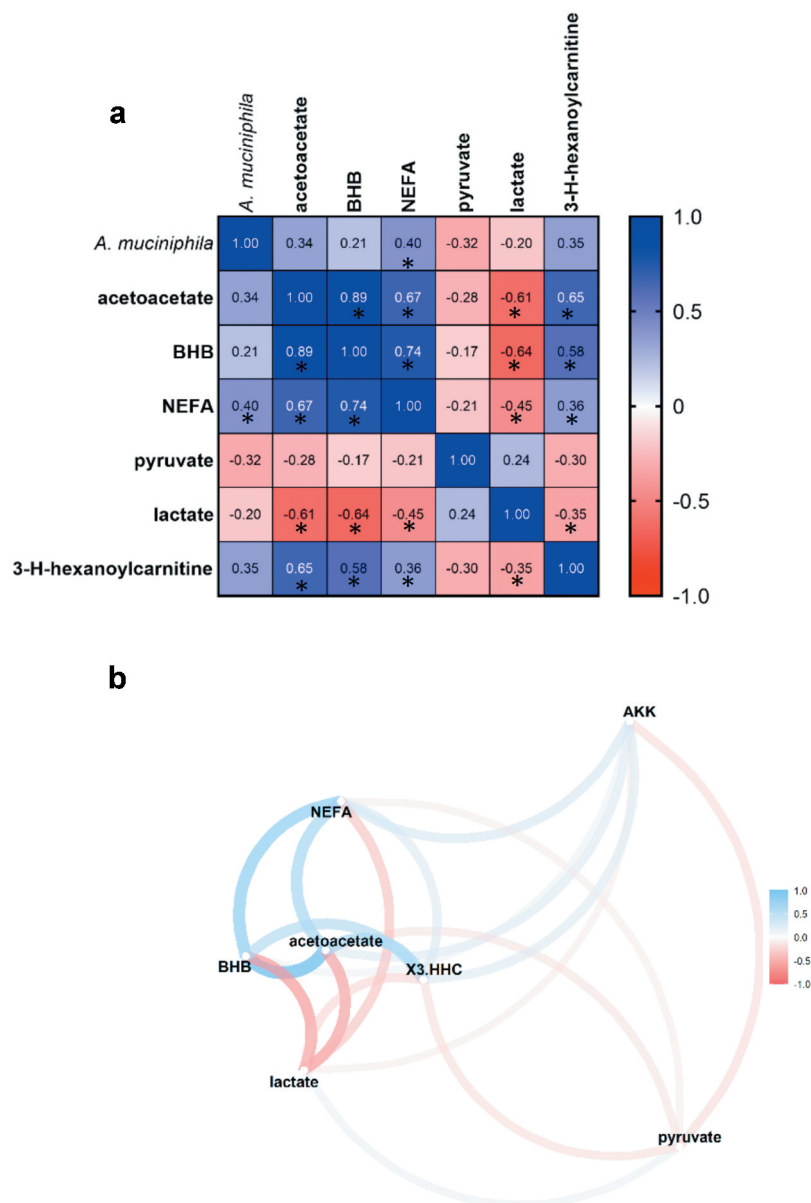 a
A. muciniphila acetoacetate BHB NEFA pyruvate lactate 3-H-hexanoylcarnitine
A. muciniphila 1.00 0.34 0.21 0.40 * -0.32 -0.20 0.35
acetoacetate 0.34 1.00 0.89 * 0.67 * -0.28 -0.61 * 0.65 *
BHB 0.21 0.89 * 1.00 0.74 * -0.17 -0.64 * 0.58 *
NEFA 0.40 * 0.67 * 0.74 * 1.00 -0.21 -0.45 * 0.36 *
pyruvate -0.32 -0.28 -0.17 -0.21 1.00 0.24 -0.30
lactate -0.20 -0.61 * -0.64 * -0.45 * 0.24 1.00 -0.35 *
3-H-hexanoylcarnitine 0.35 0.65 * 0.58 * 0.36 * -0.30 -0.35 * 1.00
1.0
0.5
0
-0.5
-1.0
b
AKK
NEFA
acetoacetate
BHB
X3.HHC
lactate
pyruvate
1.0
0.5
0.0
-0.5
-1.0